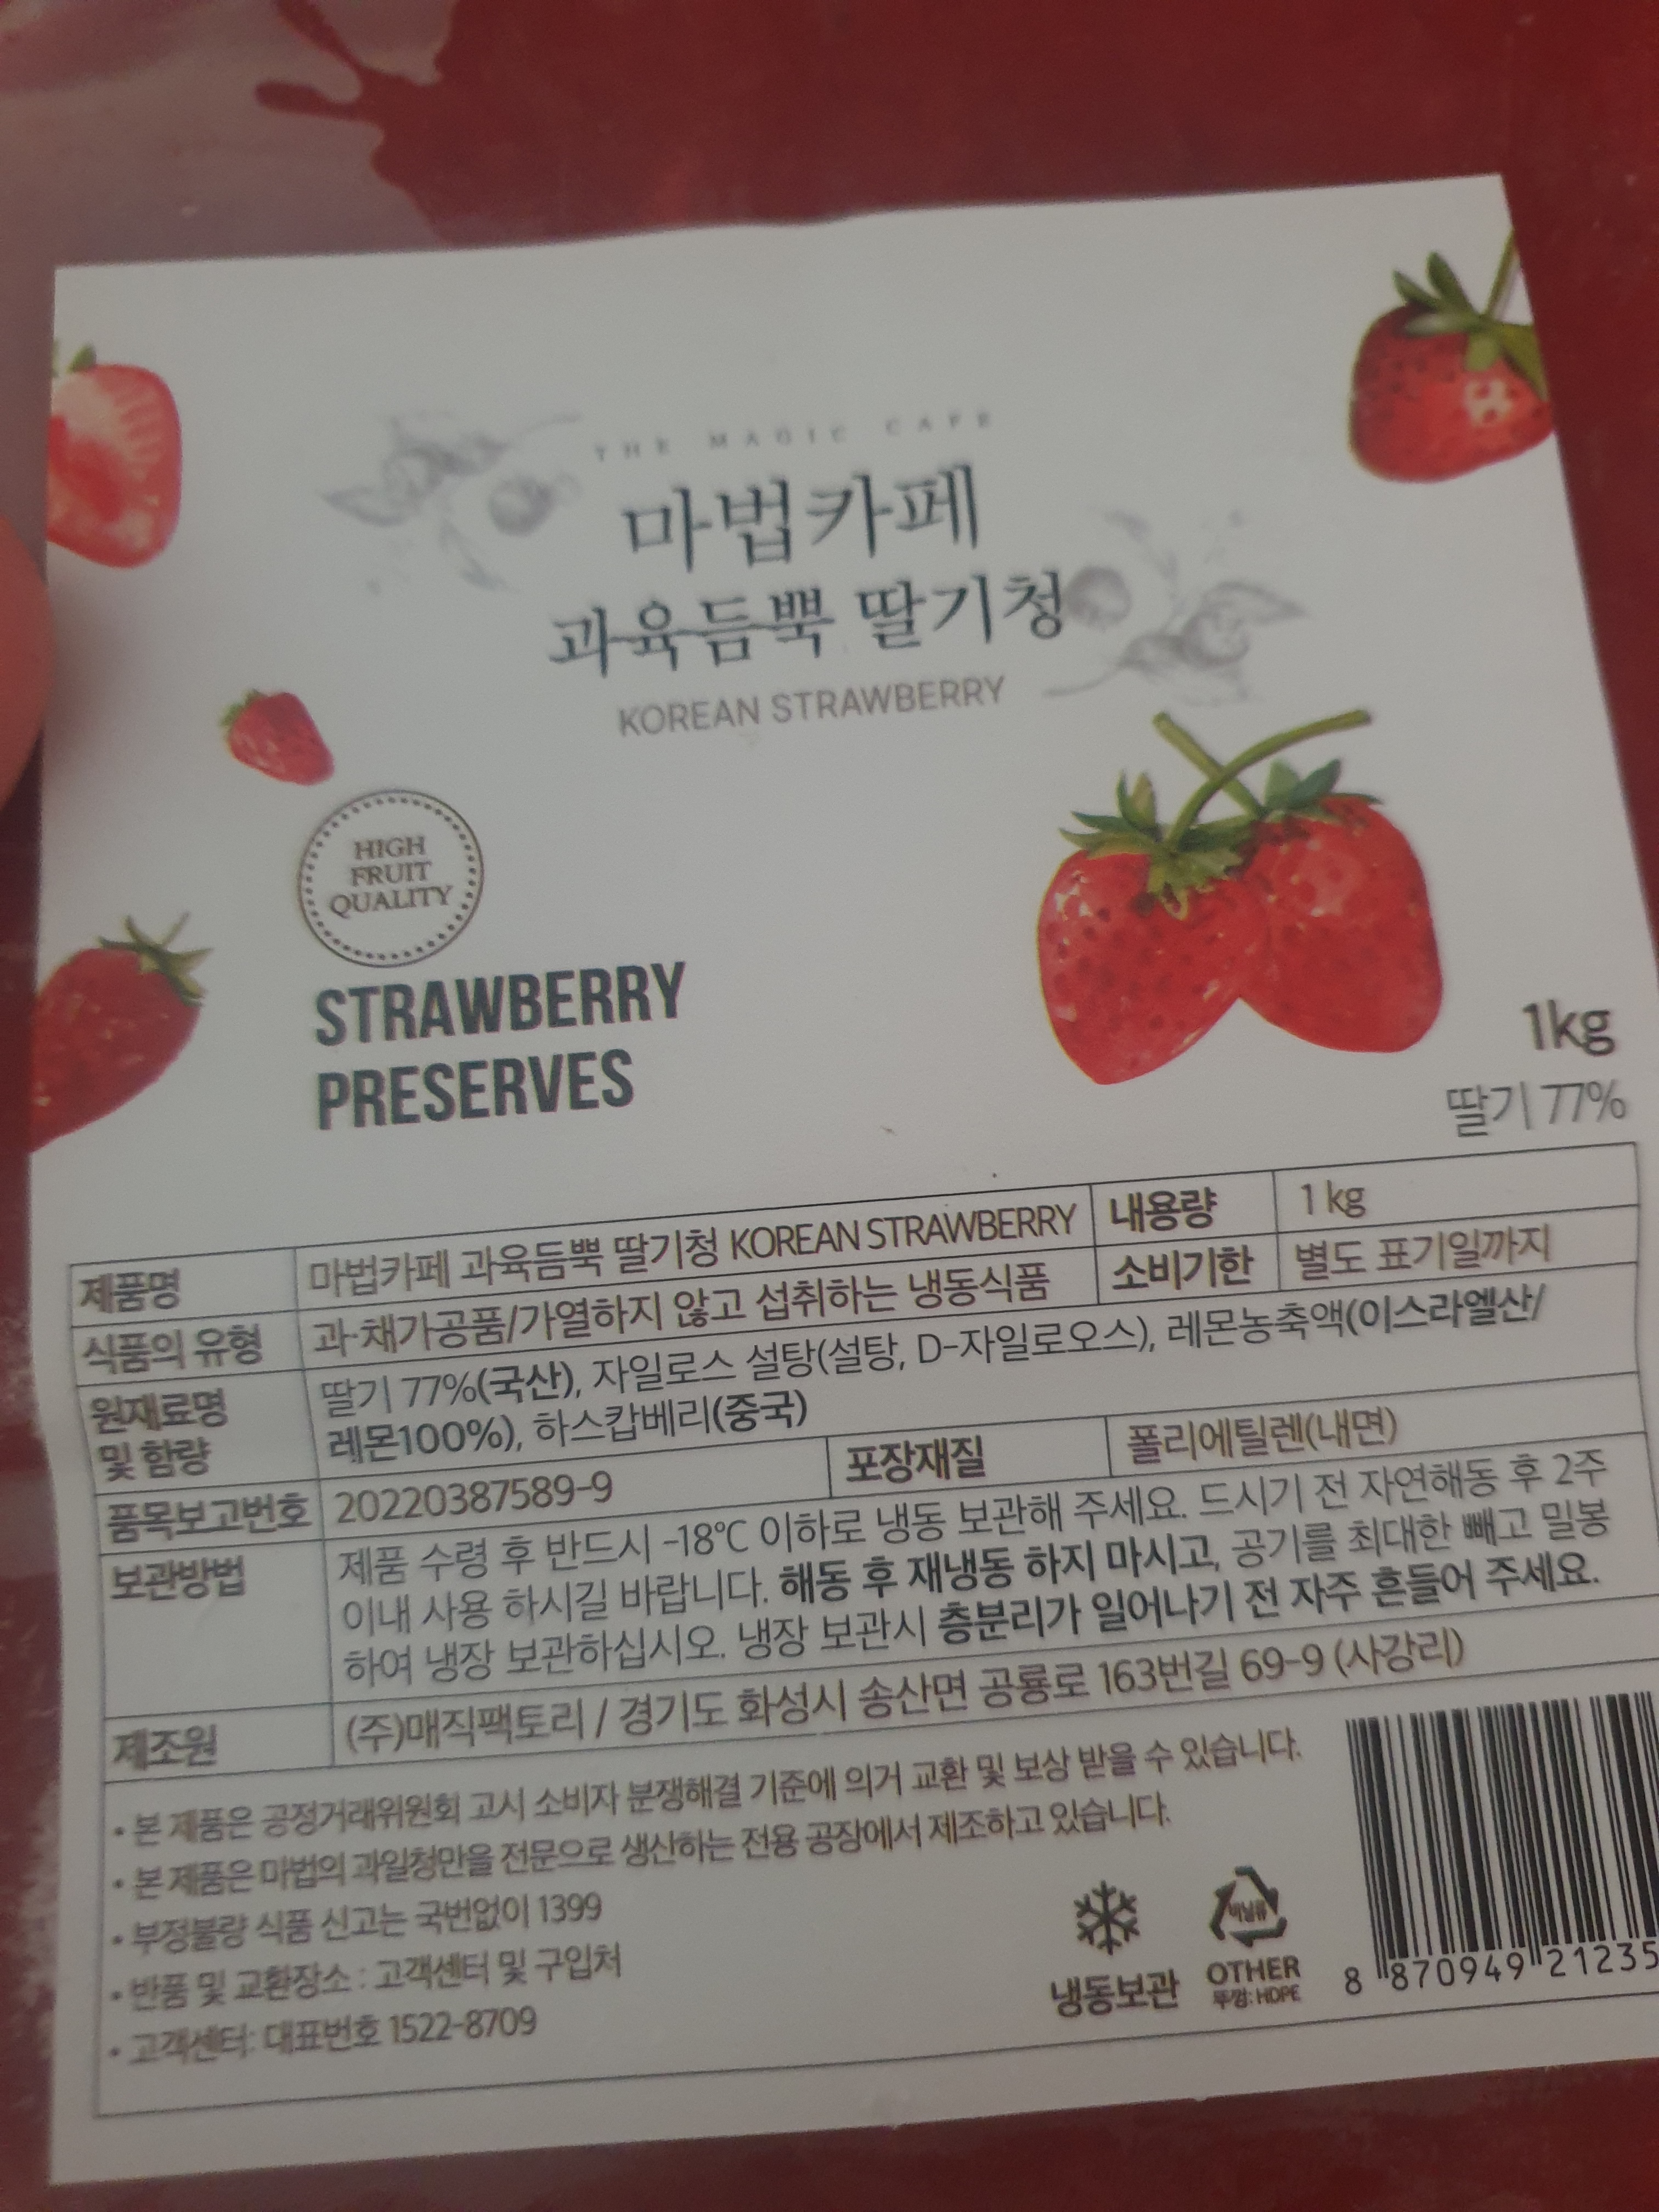 THE MAGIC CAFE
마법카페
과육듬뿍 딸기청
KOREAN STRAWBERRY
HIGH
FRUIT
QUALITY
STRAWBERRY
PRESERVES
1kg
딸기 77%
제품명 마법카페 과육듬뿍 딸기청 KOREAN STRAWBERRY 내용량 1 kg
식품의 유형 과·채가공품/가열하지 않고 섭취하는 냉동식품 소비기한 별도 표기일까지
원재료명 딸기 77%(국산), 자일로스 설탕(설탕, D-자일로오스), 레몬농축액(이스라엘산/
및 함량 레몬100%), 하스캅베리(중국)
품목보고번호 20220387589-9 포장재질 폴리에틸렌(내면)
보관방법 제품 수령 후 반드시 -18℃ 이하로 냉동 보관해 주세요. 드시기 전 자연해동 후 2주
이내 사용 하시길 바랍니다. 해동 후 재냉동 하지 마시고, 공기를 최대한 빼고 밀봉
하여 냉장 보관하십시오. 냉장 보관시 층분리가 일어나기 전 자주 흔들어 주세요.
제조원 (주)매직팩토리 / 경기도 화성시 송산면 공룡로 163번길 69-9 (사강리)
• 본 제품은 공정거래위원회 고시 소비자 분쟁해결 기준에 의거 교환 및 보상 받을 수 있습니다.
• 본 제품은 마법의 과일청만을 전문으로 생산하는 전용 공장에서 제조하고 있습니다.
• 부정불량 식품 신고는 국번없이 1399
• 반품 및 교환장소 : 고객센터 및 구입처
• 고객센터: 대표번호 1522-8709
냉동보관
비닐류
OTHER
뚜껑: HDPE
8 870949 21235